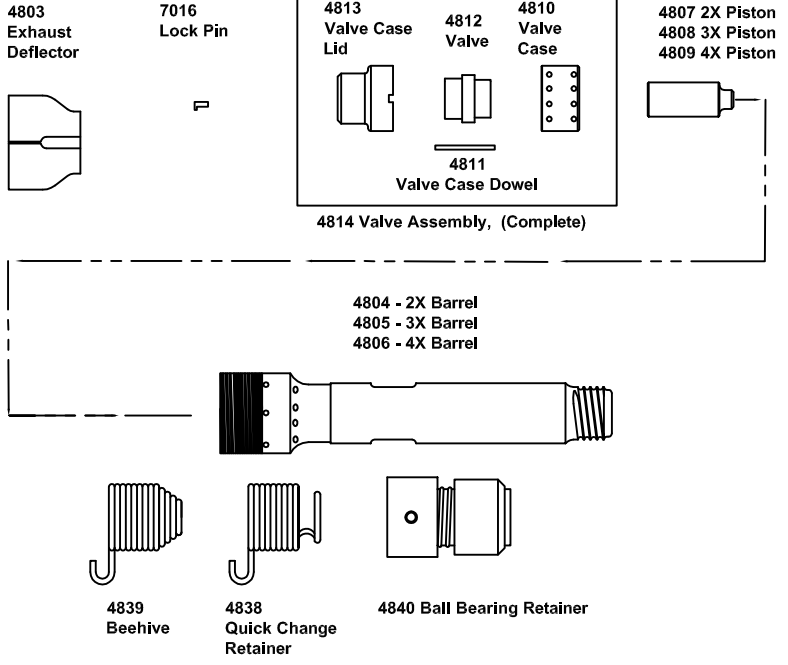 4803
Exhaust
Deflector
7016
Lock Pin
4813
Valve Case
Lid
4812
Valve
4810
Valve
Case
4807 2X Piston
4808 3X Piston
4809 4X Piston
4811
Valve Case Dowel
4814 Valve Assembly, (Complete)
4804 - 2X Barrel
4805 - 3X Barrel
4806 - 4X Barrel
4839
Beehive
4838
Quick Change
Retainer
4840 Ball Bearing Retainer